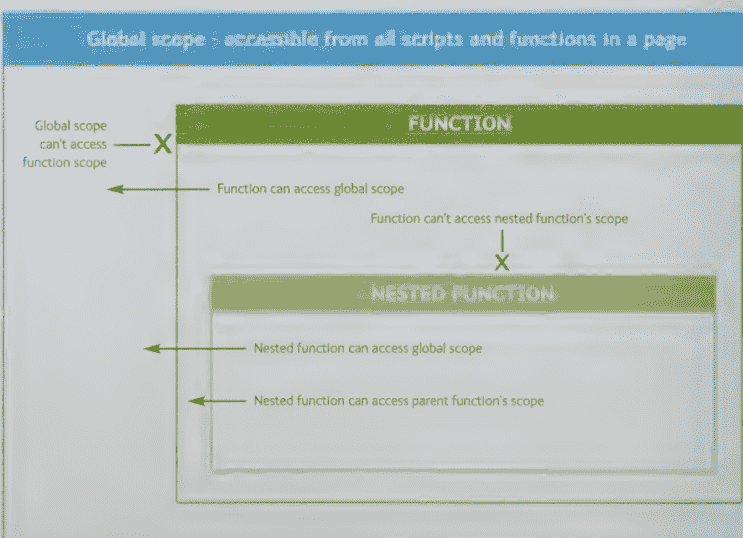 Global scope - accessible from all scripts and functions in a page
FUNCTION
Global scope
can't access
function scope
X
Function can access global scope
Function can't access nested function's scope
X
NESTED FUNCTION
Nested function can access global scope
Nested function can access parent function's scope